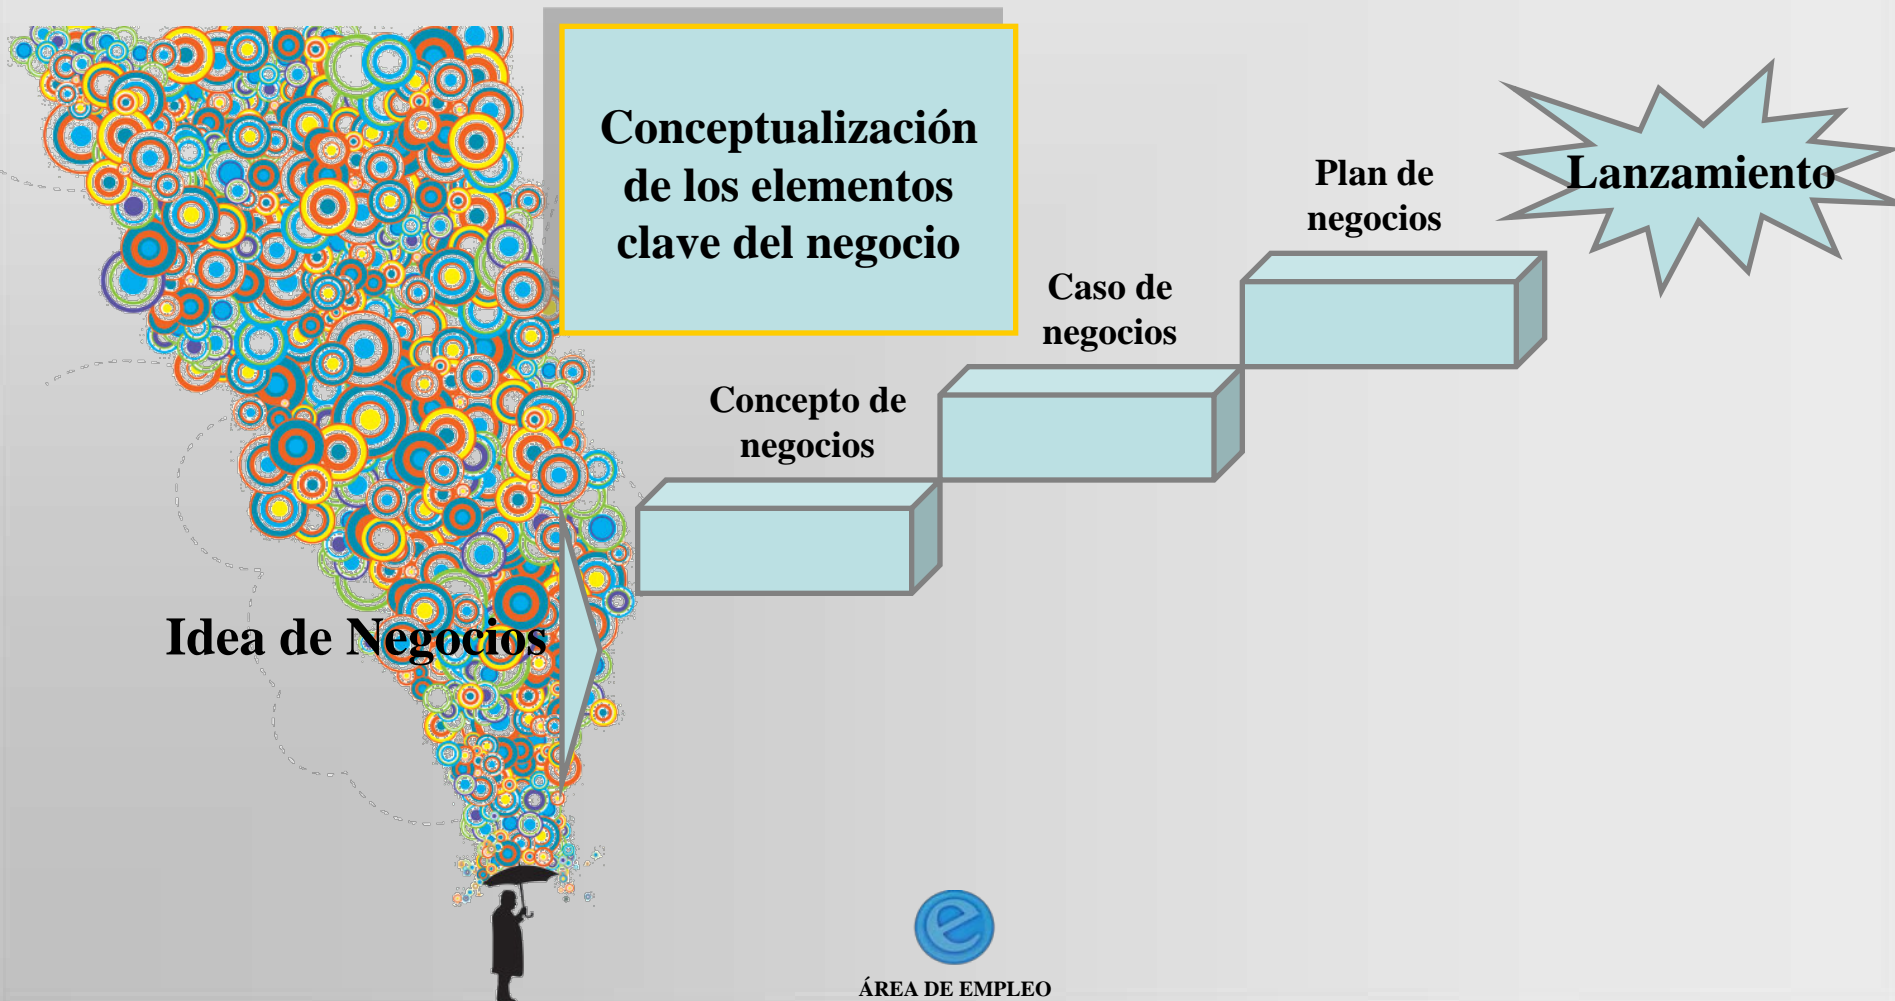 Conceptualización
de los elementos
clave del negocio
Lanzamiento
Plan de
negocios
Caso de
negocios
Concepto de
negocios
Idea de Negocios
e
ÁREA DE EMPLEO